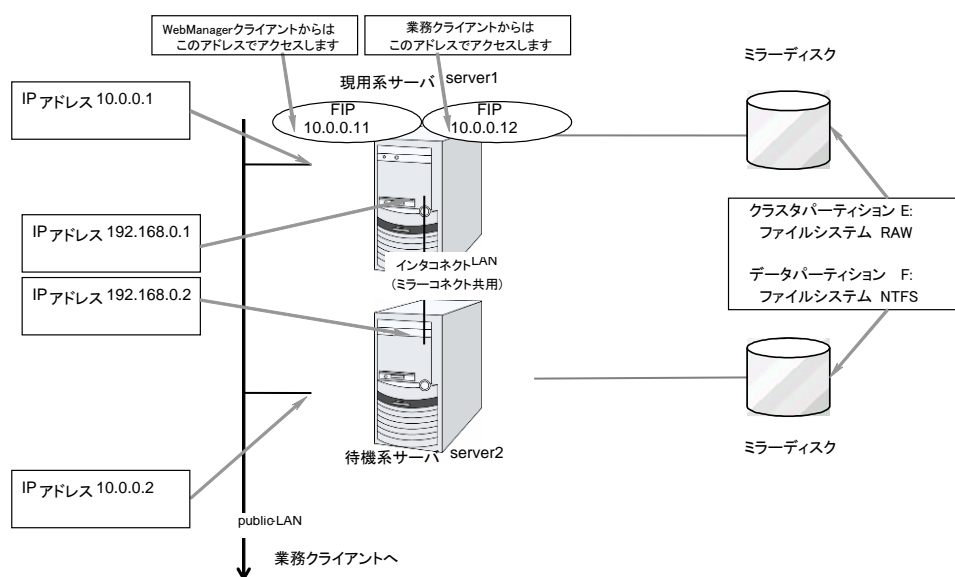 WebManagerクライアントからは
このアドレスでアクセスします
業務クライアントからは
このアドレスでアクセスします
ミラーディスク
現用系サーバ server1
IP アドレス 10.0.0.1
FIP
10.0.0.11
FIP
10.0.0.12
IP アドレス 192.168.0.1
クラスタパーティション E:
ファイルシステム RAW
インタコネクトLAN
(ミラーコネクト共用)
データパーティション F:
ファイルシステム NTFS
IP アドレス 192.168.0.2
待機系サーバ server2
ミラーディスク
IP アドレス 10.0.0.2
public-LAN
業務クライアントへ